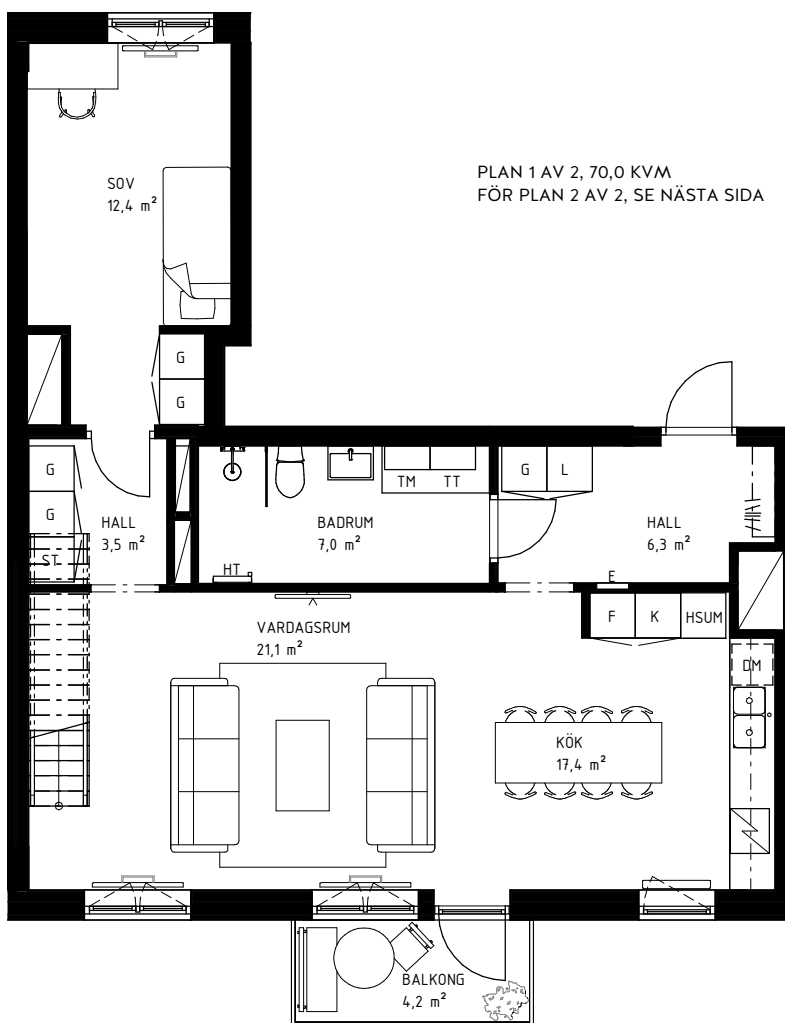 PLAN 1 AV 2, 70,0 KVM
FÖR PLAN 2 AV 2, SE NÄSTA SIDA
SOV
12,4 m²
G
G
G
G
ST
HALL
3,5 m²
HT
BADRUM
7,0 m²
TM TT
G L
HALL
6,3 m²
E
F K HSUM
DM
VARDAGSRUM
21,1 m²
KÖK
17,4 m²
BALKONG
4,2 m²